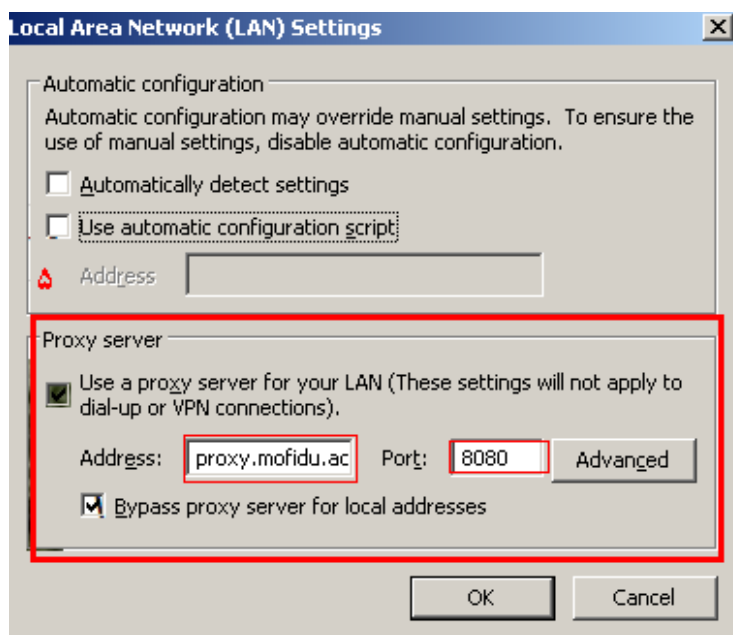 Local Area Network (LAN) Settings
Automatic configuration
Automatic configuration may override manual settings. To ensure the
use of manual settings, disable automatic configuration.
Automatically detect settings
Use automatic configuration script
۵ Address
Proxy server
Use a proxy server for your LAN (These settings will not apply to
dial-up or VPN connections).
Address: proxy.mofidu.ac Port: 8080 Advanced
Bypass proxy server for local addresses
OK Cancel